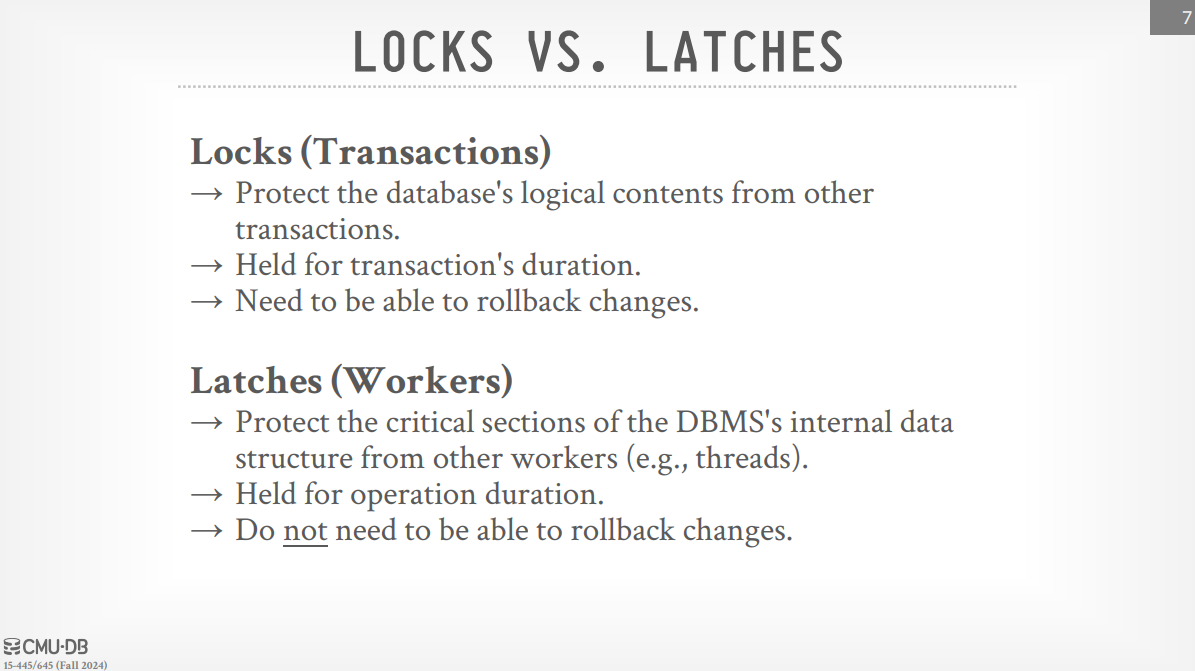 7
LOCKS VS. LATCHES
Locks (Transactions)
→ Protect the database's logical contents from other
transactions.
→ Held for transaction's duration.
→ Need to be able to rollback changes.
Latches (Workers)
→ Protect the critical sections of the DBMS's internal data
structure from other workers (e.g., threads).
→ Held for operation duration.
→ Do not need to be able to rollback changes.
CMU·DB
15-445/645 (Fall 2024)